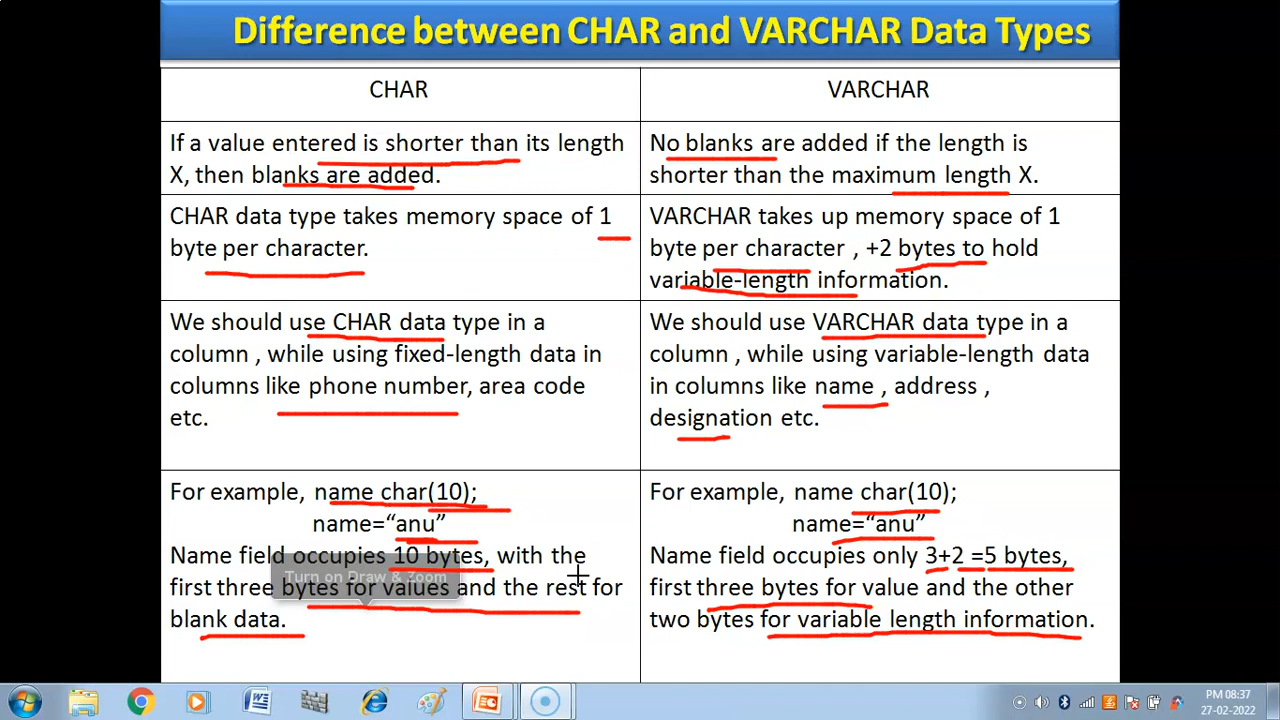 Difference between CHAR and VARCHAR Data Types
CHAR
VARCHAR
If a value entered is shorter than its length
X, then blanks are added.
No blanks are added if the length is
shorter than the maximum length X.
CHAR data type takes memory space of 1
byte per character.
VARCHAR takes up memory space of 1
byte per character , +2 bytes to hold
variable-length information.
We should use CHAR data type in a
column , while using fixed-length data in
columns like phone number, area code
etc.
We should use VARCHAR data type in a
column , while using variable-length data
in columns like name , address ,
designation etc.
For example, name char(10);
name=“anu”
Name field occupies 10 bytes, with the
first three bytes for values and the rest for
blank data.
Turn on Draw & Zoom
For example, name char(10);
name=“anu”
Name field occupies only 3+2 =5 bytes,
first three bytes for value and the other
two bytes for variable length information.
PM 08:37
27-02-2022